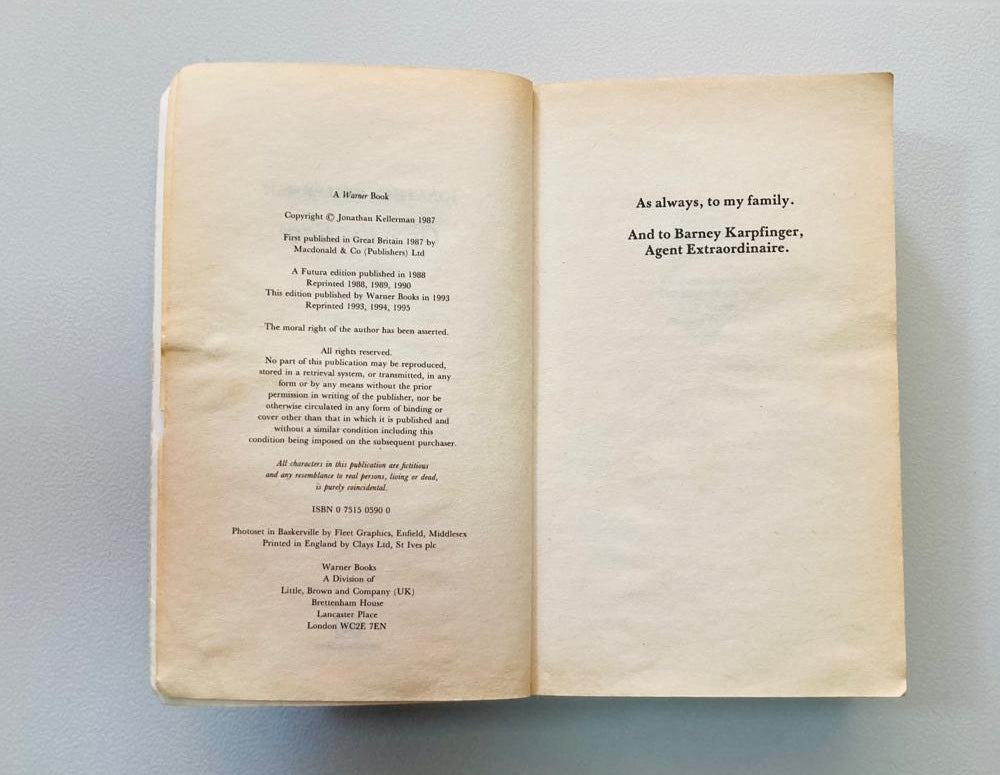 A Warner Book
Copyright © Jonathan Kellerman 1987
First published in Great Britain 1987 by
Macdonald & Co (Publishers) Ltd
A Futura edition published in 1988
Reprinted 1988, 1989, 1990
This edition published by Warner Books in 1993
Reprinted 1993, 1994, 1995
The moral right of the author has been asserted.
All rights reserved.
No part of this publication may be reproduced,
stored in a retrieval system, or transmitted, in any
form or by any means without the prior
permission in writing of the publisher, nor be
otherwise circulated in any form of binding or
cover other than that in which it is published and
without a similar condition including this
condition being imposed on the subsequent purchaser.
All characters in this publication are fictitious
and any resemblance to real persons, living or dead,
is purely coincidental.
ISBN 0 7515 0590 0
Photoset in Baskerville by Fleet Graphics, Enfield, Middlesex
Printed in England by Clays Ltd, St Ives plc
Warner Books
A Division of
Little, Brown and Company (UK)
Brettenham House
Lancaster Place
London WC2E 7EN
As always, to my family.
And to Barney Karpfinger,
Agent Extraordinaire.